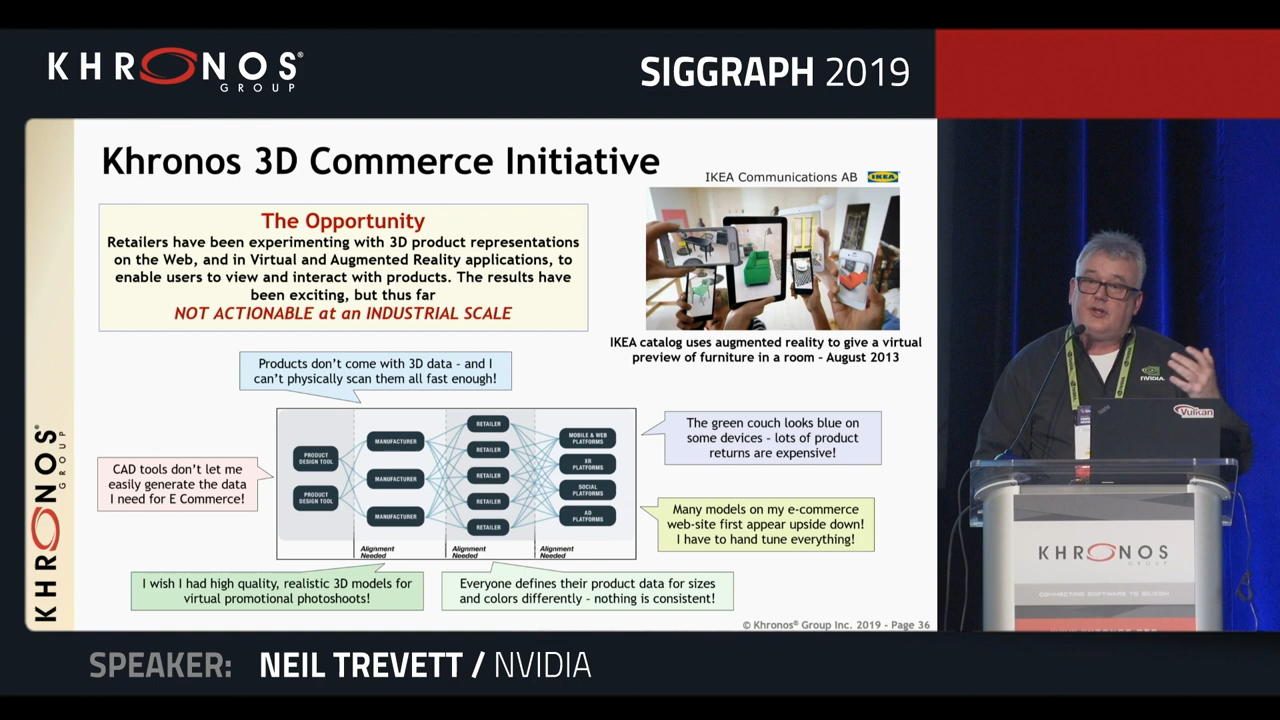 KHRONOS®
GROUP
SIGGRAPH 2019
Khronos 3D Commerce Initiative
IKEA Communications AB
IKEA
The Opportunity
Retailers have been experimenting with 3D product representations
on the Web, and in Virtual and Augmented Reality applications, to
enable users to view and interact with products. The results have
been exciting, but thus far
NOT ACTIONABLE at an INDUSTRIAL SCALE
IKEA catalog uses augmented reality to give a virtual
preview of furniture in a room – August 2013
Products don't come with 3D data - and I
can't physically scan them all fast enough!
The green couch looks blue on
some devices - lots of product
returns are expensive!
CAD tools don't let me
easily generate the data
I need for E Commerce!
PRODUCT
DESIGN TOOL
PRODUCT
DESIGN TOOL
MANUFACTURER
MANUFACTURER
MANUFACTURER
RETAILER
RETAILER
RETAILER
RETAILER
RETAILER
MOBILE & WEB
PLATFORMS
XR
PLATFORMS
SOCIAL
PLATFORMS
AD
PLATFORMS
Alignment
Needed
Alignment
Needed
Alignment
Needed
Many models on my e-commerce
web-site first appear upside down!
I have to hand tune everything!
I wish I had high quality, realistic 3D models for
virtual promotional photoshoots!
Everyone defines their product data for sizes
and colors differently – nothing is consistent!
KHRONOS®
GROUP
© Khronos® Group Inc. 2019 - Page 36
NVIDIA.
Vulkan
KHRONOS
GROUP
CONNECTING SOFTWARE TO SILICON
SPEAKER: NEIL TREVETT / NVIDIA